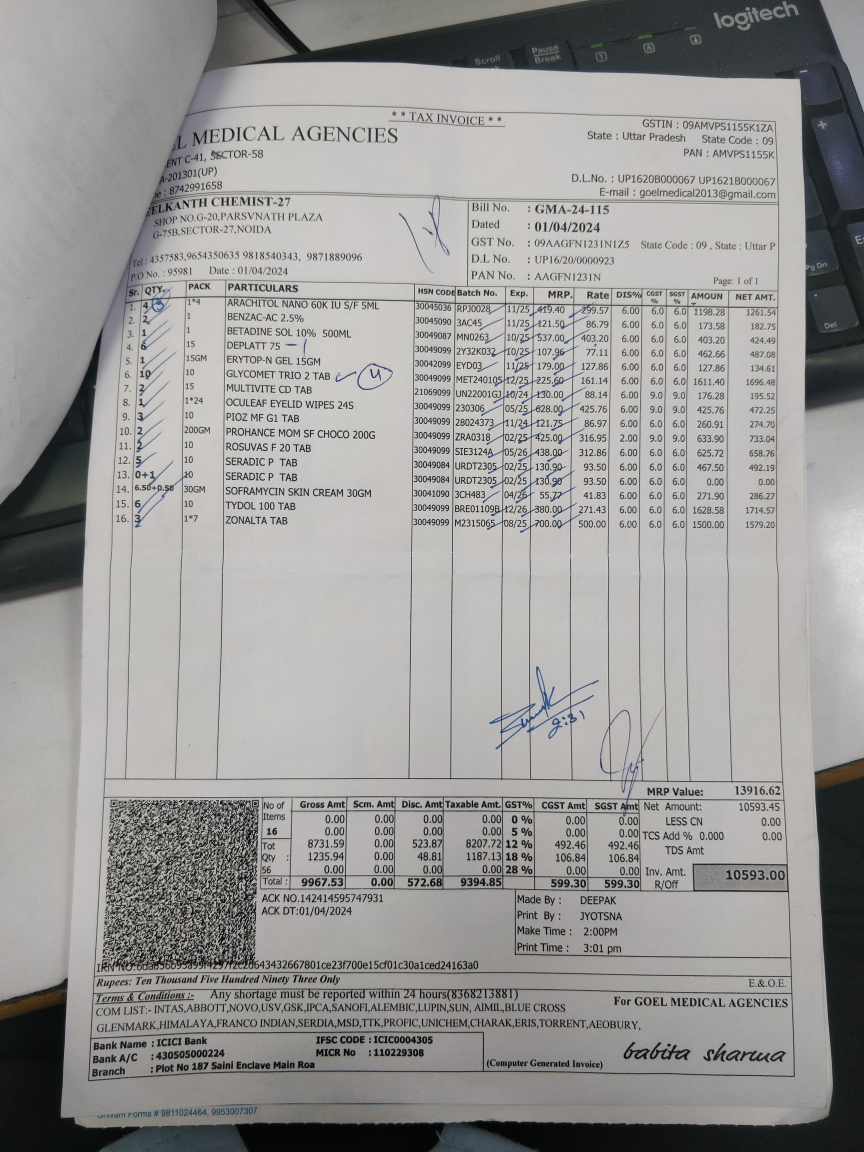 logitech
Scroll
Pause
Break
** TAX INVOICE **
GSTIN : 09AMVPS1155K1ZA
State : Uttar Pradesh State Code : 09
PAN : AMVPS1155K
EL MEDICAL AGENCIES
ENT C-41, SECTOR-58
A-201301(UP)
e : 8742991658
D.L.No. : UP1620B000067 UP1621B000067
E-mail : goelmedical2013@gmail.com
EELKANTH CHEMIST-27
SHOP NO.G-20,PARSVNATH PLAZA
G-75B,SECTOR-27,NOIDA
Tel : 4357583,9654350635 9818540343, 9871889096
P.O No. : 95981 Date : 01/04/2024
Bill No. : GMA-24-115
Dated : 01/04/2024
GST No. : 09AAGFN1231N1Z5 State Code : 09 , State : Uttar P
D.L No. : UP16/20/0000923
PAN No. : AAGFN1231N
Page: 1 of 1
Sr. QTY. PACK PARTICULARS HSN CODE Batch No. Exp. MRP. Rate DIS% CGST % SGST % AMOUN NET AMT.
1. 4 3 1*4 ARACHITOL NANO 60K IU S/F 5ML 30045036 RPJ0028 11/25 419.40 299.57 6.00 6.0 6.0 1198.28 1261.54
2. 2 1 BENZAC-AC 2.5% 30045090 3AC45 11/25 121.50 86.79 6.00 6.0 6.0 173.58 182.75
3. 1 1 BETADINE SOL 10% 500ML 30049087 MN0263 10/25 537.00 403.20 6.00 6.0 6.0 403.20 424.49
4. 6 15 DEPLATT 75 — 1 30049099 2Y32K032 10/25 107.96 77.11 6.00 6.0 6.0 462.66 487.08
5. 1 15GM ERYTOP-N GEL 15GM 30042099 EYD03 11/25 179.00 127.86 6.00 6.0 6.0 127.86 134.61
6. 10 10 GLYCOMET TRIO 2 TAB 4 30049099 MET240105 12/25 225.60 161.14 6.00 6.0 6.0 1611.40 1696.48
7. 2 15 MULTIVITE CD TAB 21069099 UN22001GJ 10/24 130.00 88.14 6.00 9.0 9.0 176.28 195.52
8. 1 1*24 OCULEAF EYELID WIPES 24S 30049099 230306 05/25 628.00 425.76 6.00 9.0 9.0 425.76 472.25
9. 3 10 PIOZ MF G1 TAB 30049099 28024373 11/24 121.75 86.97 6.00 6.0 6.0 260.91 274.70
10. 2 200GM PROHANCE MOM SF CHOCO 200G 30049099 ZRA0318 02/25 425.00 316.95 2.00 9.0 9.0 633.90 733.04
11. 2 10 ROSUVAS F 20 TAB 30049099 SIE3124A 05/26 438.00 312.86 6.00 6.0 6.0 625.72 658.76
12. 5 10 SERADIC P TAB 30049084 URDT2305 02/25 130.90 93.50 6.00 6.0 6.0 467.50 492.19
13. 0+1 10 SERADIC P TAB 30049084 URDT2305 02/25 130.90 93.50 6.00 6.0 6.0 0.00 0.00
14. 6.50+0.50 30GM SOFRAMYCIN SKIN CREAM 30GM 30041090 3CH483 04/26 55.77 41.83 6.00 6.0 6.0 271.90 286.27
15. 6 10 TYDOL 100 TAB 30049099 BRE01109B 12/26 380.00 271.43 6.00 6.0 6.0 1628.58 1714.57
16. 3 1*7 ZONALTA TAB 30049099 M2315065 08/25 700.00 500.00 6.00 6.0 6.0 1500.00 1579.20
2:31
MRP Value: 13916.62
No of Items 16 Tot Qty : 56
Gross Amt Scm. Amt Disc. Amt Taxable Amt. GST% CGST Amt SGST Amt
0.00 0.00 0.00 0.00 0 % 0.00 0.00
0.00 0.00 0.00 0.00 5 % 0.00 0.00
8731.59 0.00 523.87 8207.72 12 % 492.46 492.46
1235.94 0.00 48.81 1187.13 18 % 106.84 106.84
0.00 0.00 0.00 0.00 28 % 0.00 0.00
Total : 9967.53 0.00 572.68 9394.85 599.30 599.30
Net Amount: 10593.45
LESS CN 0.00
TCS Add % 0.000 0.00
TDS Amt
Inv. Amt. 10593.00
R/Off
ACK NO.142414595747931
ACK DT:01/04/2024
Made By : DEEPAK
Print By : JYOTSNA
Make Time : 2:00PM
Print Time : 3:01 pm
Rupees: Ten Thousand Five Hundred Ninety Three Only
E.&O.E.
Terms & Conditions :- Any shortage must be reported within 24 hours(8368213881)
COM LIST:- INTAS,ABBOTT,NOVO,USV,GSK,IPCA,SANOFI,ALEMBIC,LUPIN,SUN, AIMIL,BLUE CROSS
GLENMARK,HIMALAYA,FRANCO INDIAN,SERDIA,MSD,TTK,PROFIC,UNICHEM,CHARAK,ERIS,TORRENT,AEOBURY,
For GOEL MEDICAL AGENCIES
Bank Name : ICICI Bank IFSC CODE : ICIC0004305
Bank A/C : 430505000224 MICR No : 110229308
Branch : Plot No 187 Saini Enclave Main Roa
(Computer Generated Invoice)
babita sharma
Shivam Forms # 9811024464, 9953007307